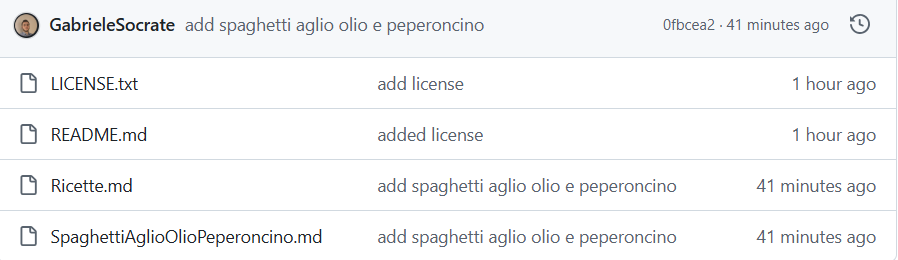 GabrieleSocrate add spaghetti aglio olio e peperoncino 0fbcea2 · 41 minutes ago
LICENSE.txt add license 1 hour ago
README.md added license 1 hour ago
Ricette.md add spaghetti aglio olio e peperoncino 41 minutes ago
SpaghettiAglioOlioPeperoncino.md add spaghetti aglio olio e peperoncino 41 minutes ago